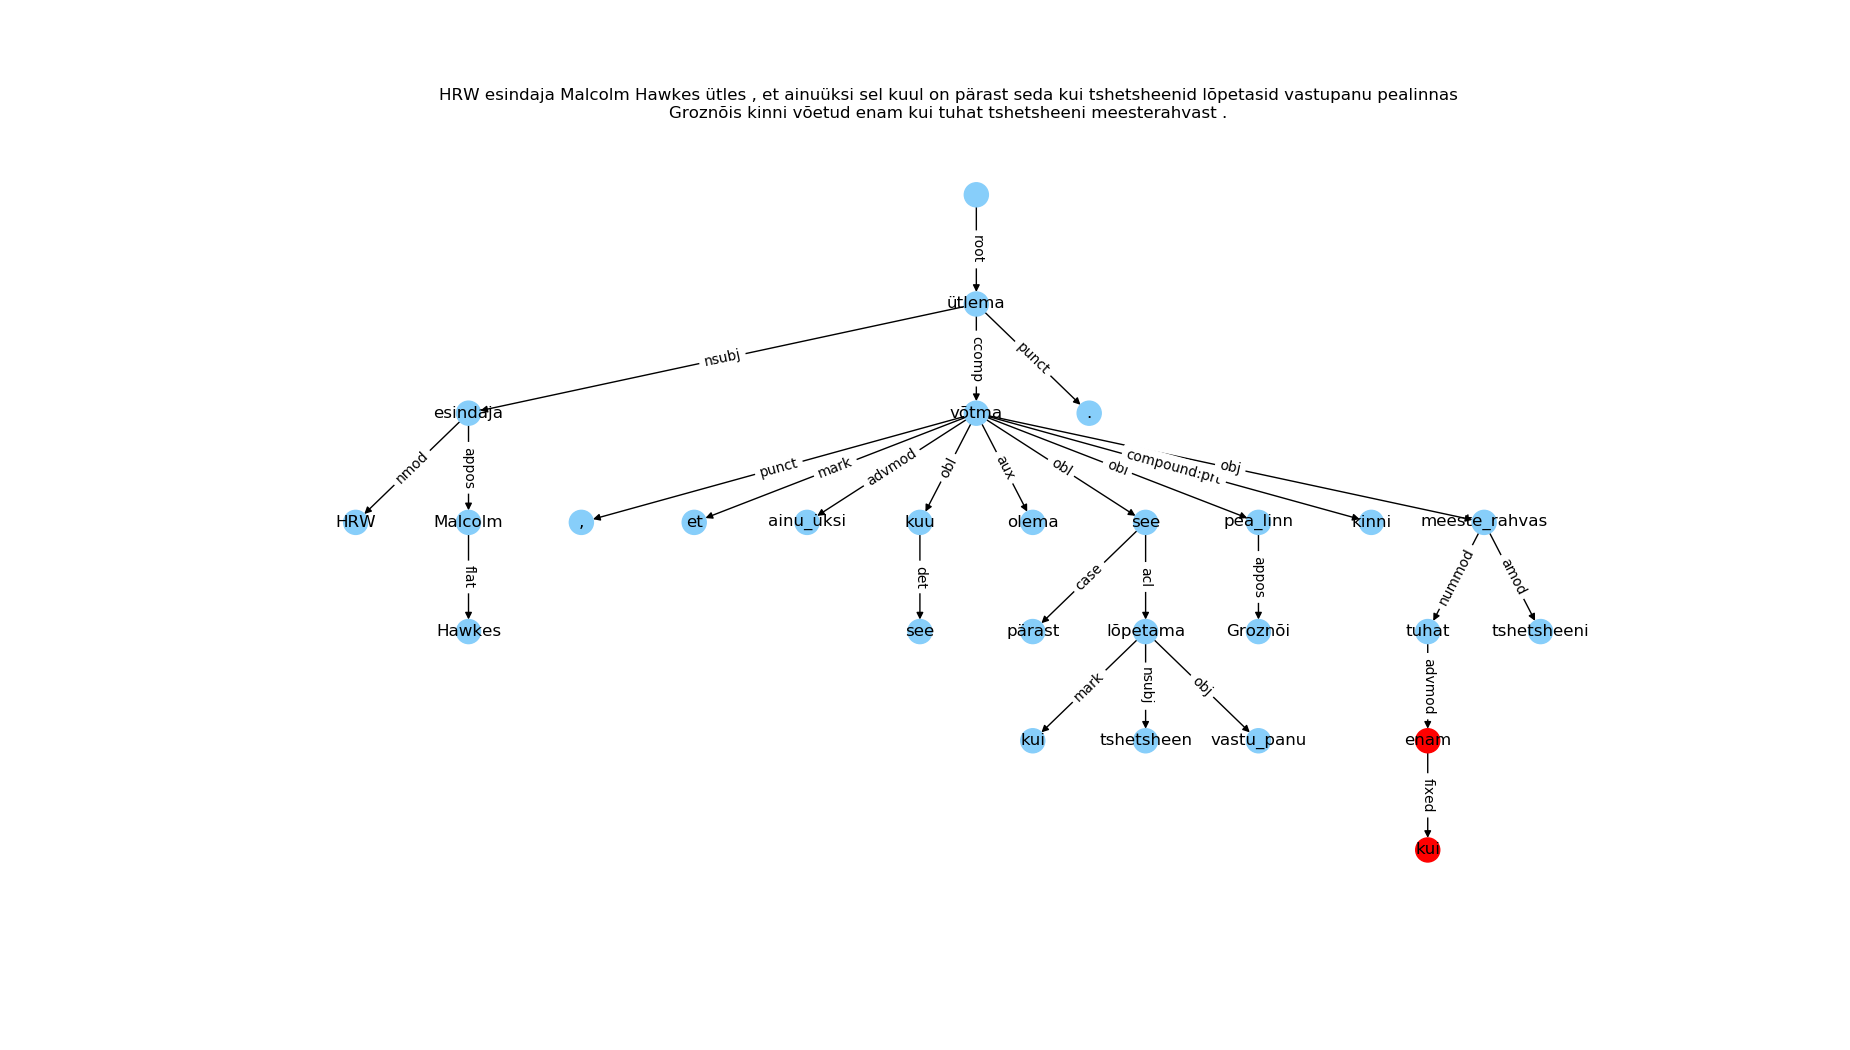 HRW esindaja Malcolm Hawkes ütles , et ainuüksi sel kuul on pärast seda kui tshetsheenid lõpetasid vastupanu pealinnas
Groznõis kinni võetud enam kui tuhat tshetsheeni meesterahvast .
root
ütlema
nsubj
ccomp
punct
esindaja
võtma
.
nmod
appos
punct
mark
advmod
obl
aux
obl
obl
compound:prt
obj
HRW
Malcolm
,
et
ainu_üksi
kuu
olema
see
pea_linn
kinni
meeste_rahvas
flat
det
case
acl
appos
nummod
amod
Hawkes
see
pärast
lõpetama
Groznõi
tuhat
tshetsheeni
mark
nsubj
obj
advmod
kui
tshetsheen
vastu_panu
enam
fixed
kui